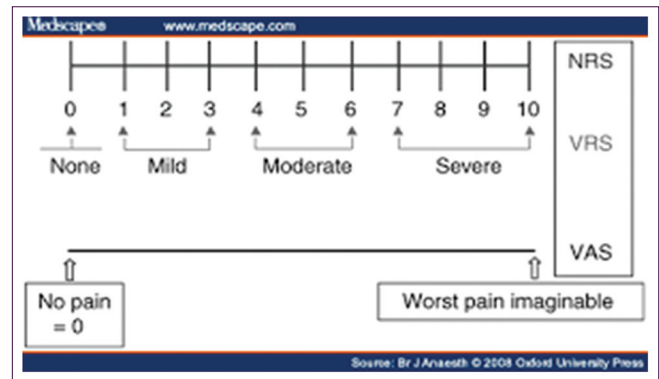 Medscape® www.medscape.com
NRS
0 1 2 3 4 5 6 7 8 9 10
VRS
None Mild Moderate Severe
VAS
No pain
= 0
Worst pain imaginable
Source: Br J Anaesth © 2008 Oxford University Press